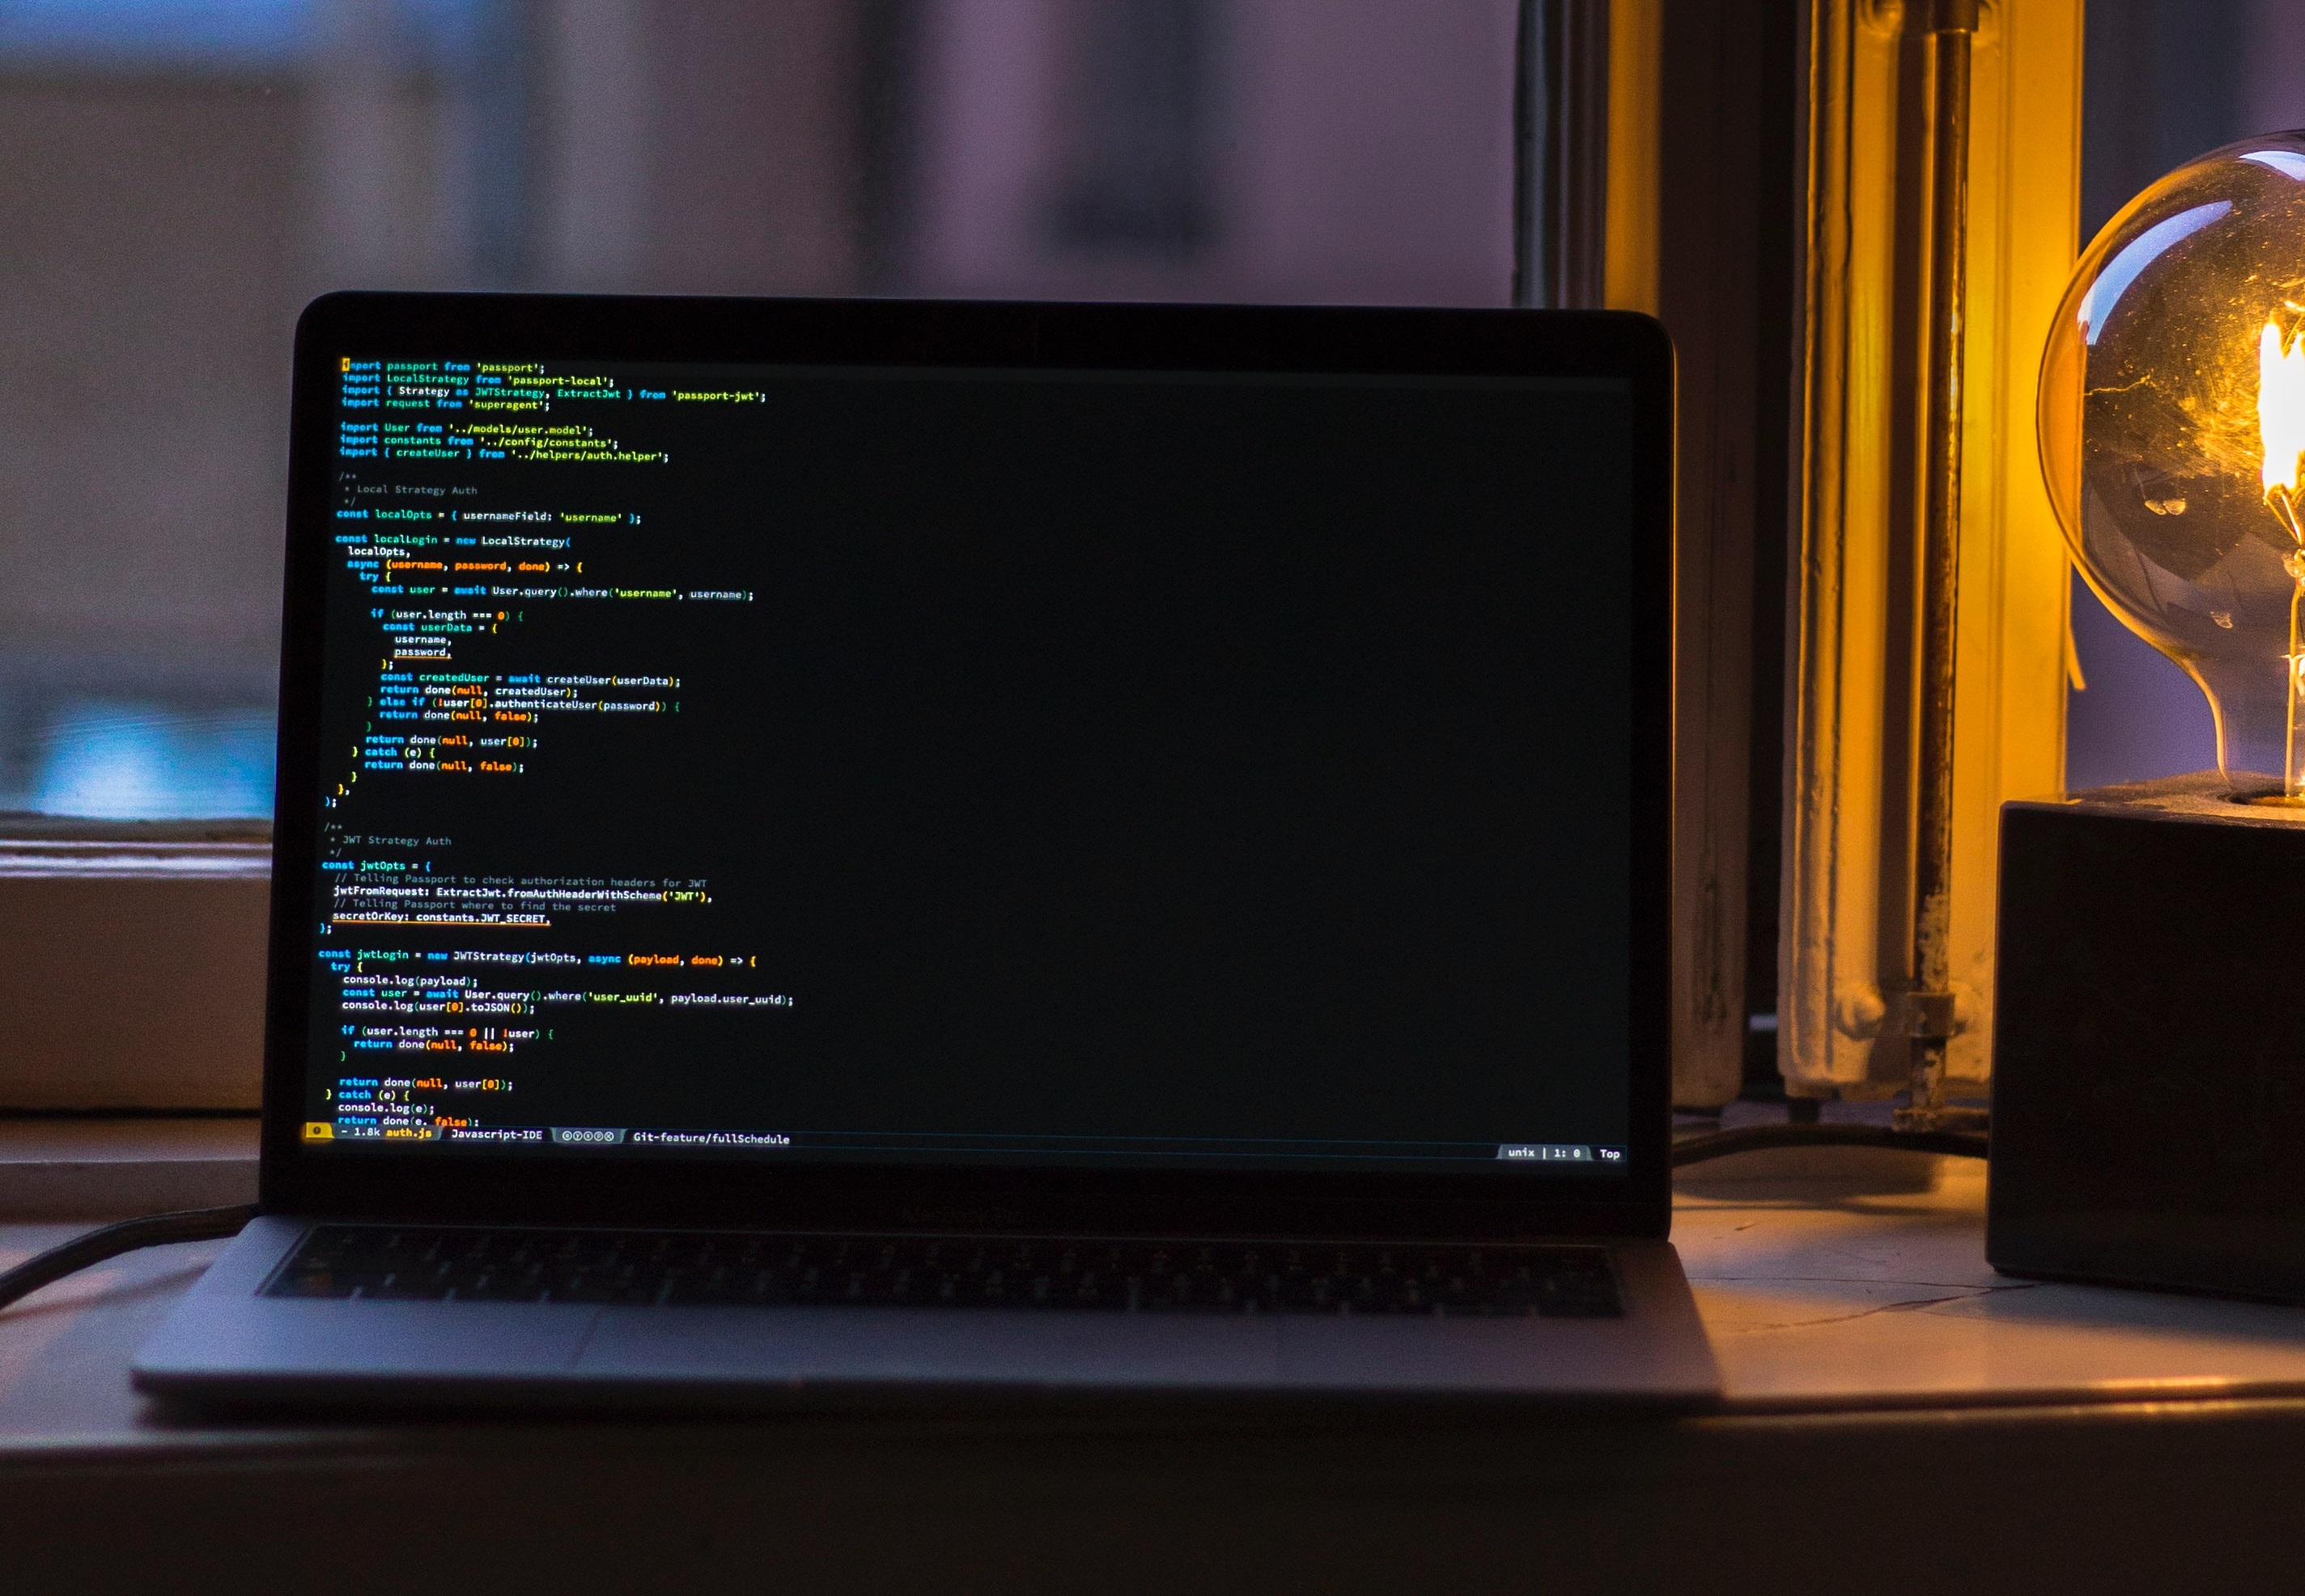 import passport from 'passport';
import LocalStrategy from 'passport-local';
import { Strategy as JWTStrategy, ExtractJwt } from 'passport-jwt';
import request from 'superagent';
import User from '../models/user.model';
import constants from '../config/constants';
import { createUser } from '../helpers/auth.helper';
/**
* Local Strategy Auth
*/
const localOpts = { usernameField: 'username' };
const localLogin = new LocalStrategy(
localOpts,
async (username, password, done) => {
try {
const user = await User.query().where('username', username);
if (user.length === 0) {
const userData = {
username,
password,
};
const createdUser = await createUser(userData);
return done(null, createdUser);
} else if (!user[0].authenticateUser(password)) {
return done(null, false);
}
return done(null, user[0]);
} catch (e) {
return done(null, false);
}
},
);
/**
* JWT Strategy Auth
*/
const jwtOpts = {
// Telling Passport to check authorization headers for JWT
jwtFromRequest: ExtractJwt.fromAuthHeaderWithScheme('JWT'),
// Telling Passport where to find the secret
secretOrKey: constants.JWT_SECRET,
};
const jwtLogin = new JWTStrategy(jwtOpts, async (payload, done) => {
try {
console.log(payload);
const user = await User.query().where('user_uuid', payload.user_uuid);
console.log(user[0].toJSON());
if (user.length === 0 || !user) {
return done(null, false);
}
return done(null, user[0]);
} catch (e) {
console.log(e);
return done(e, false);
- 1.8k auth.js Javascript-IDE Git-feature/fullSchedule unix | 1: 0 Top